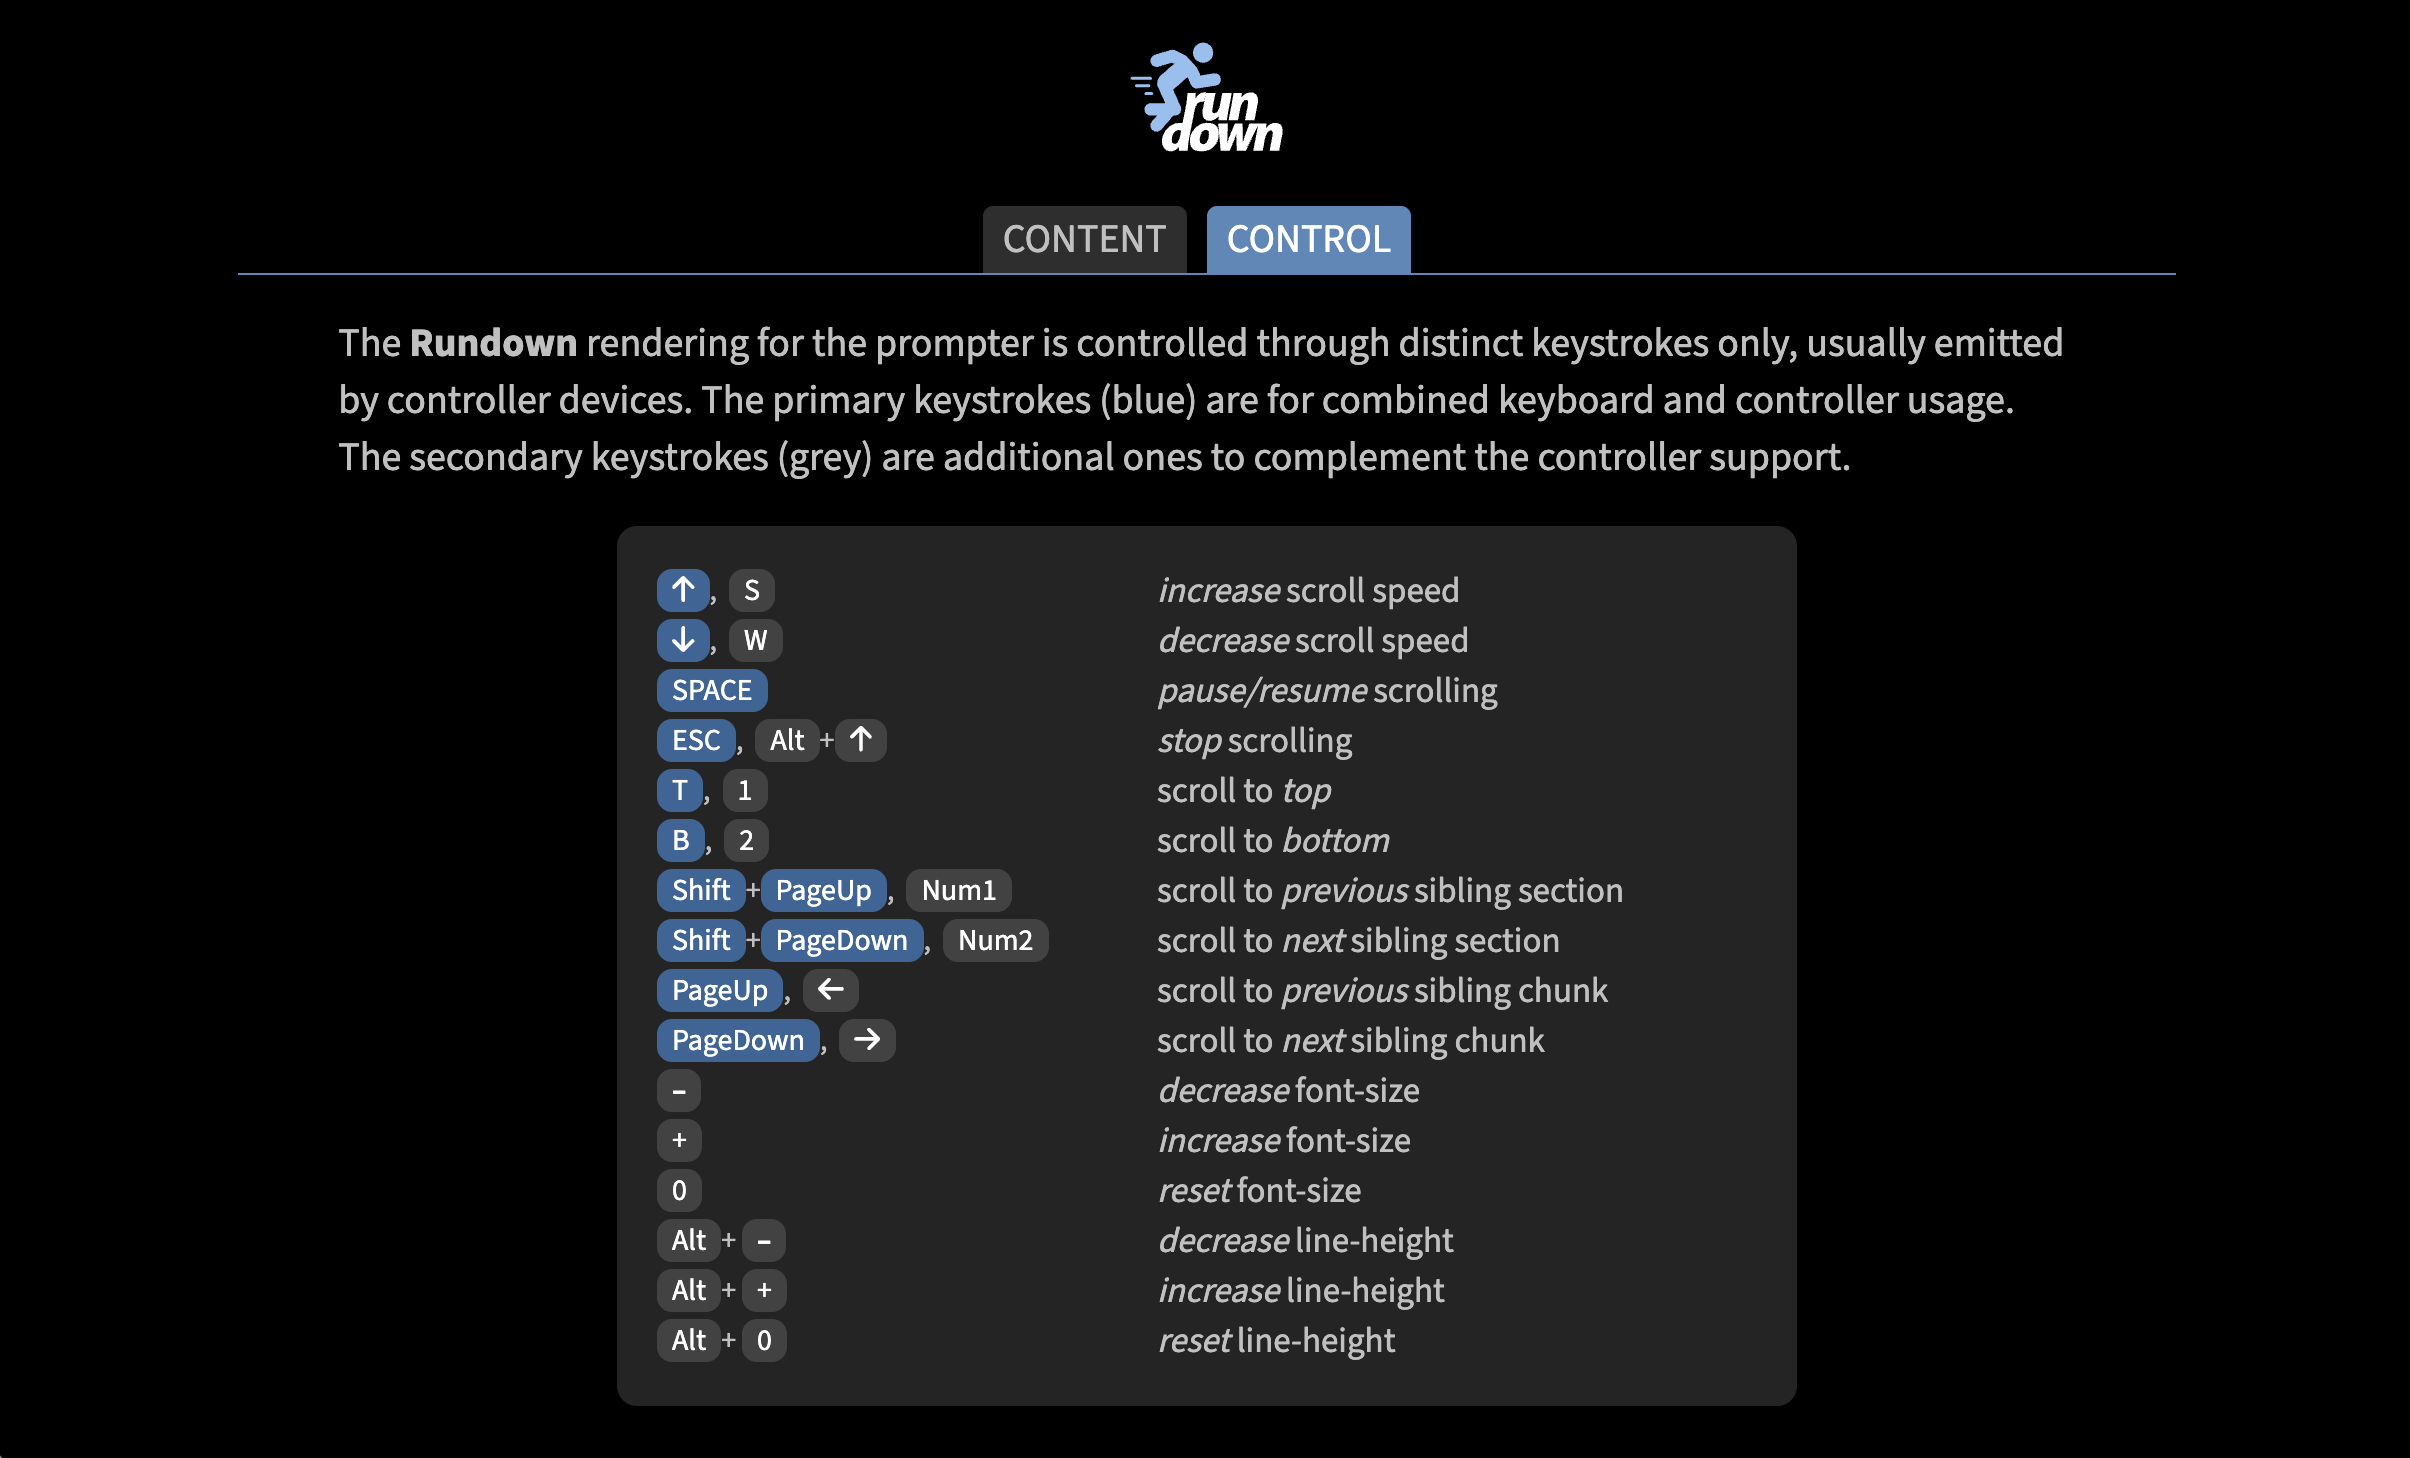 run
down
CONTENT CONTROL
The Rundown rendering for the prompter is controlled through distinct keystrokes only, usually emitted
by controller devices. The primary keystrokes (blue) are for combined keyboard and controller usage.
The secondary keystrokes (grey) are additional ones to complement the controller support.
↑, S increase scroll speed
↓, W decrease scroll speed
SPACE pause/resume scrolling
ESC, Alt+↑ stop scrolling
T, 1 scroll to top
B, 2 scroll to bottom
Shift+PageUp, Num1 scroll to previous sibling section
Shift+PageDown, Num2 scroll to next sibling section
PageUp, ← scroll to previous sibling chunk
PageDown, → scroll to next sibling chunk
- decrease font-size
+ increase font-size
0 reset font-size
Alt + - decrease line-height
Alt + + increase line-height
Alt + 0 reset line-height